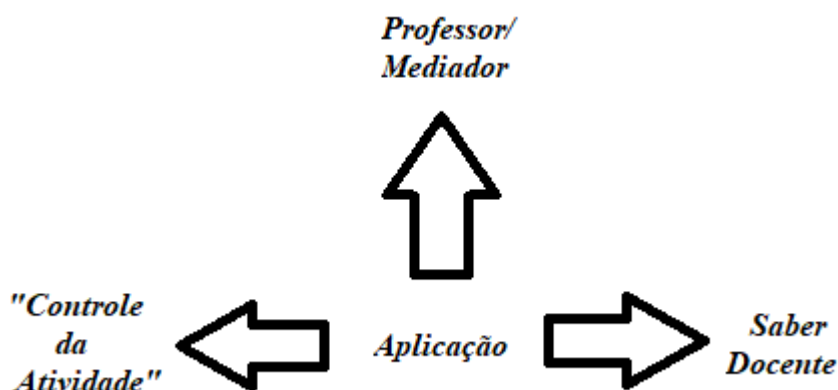 Professor/
Mediador
"Controle
da
Atividade"
Aplicação
Saber
Docente